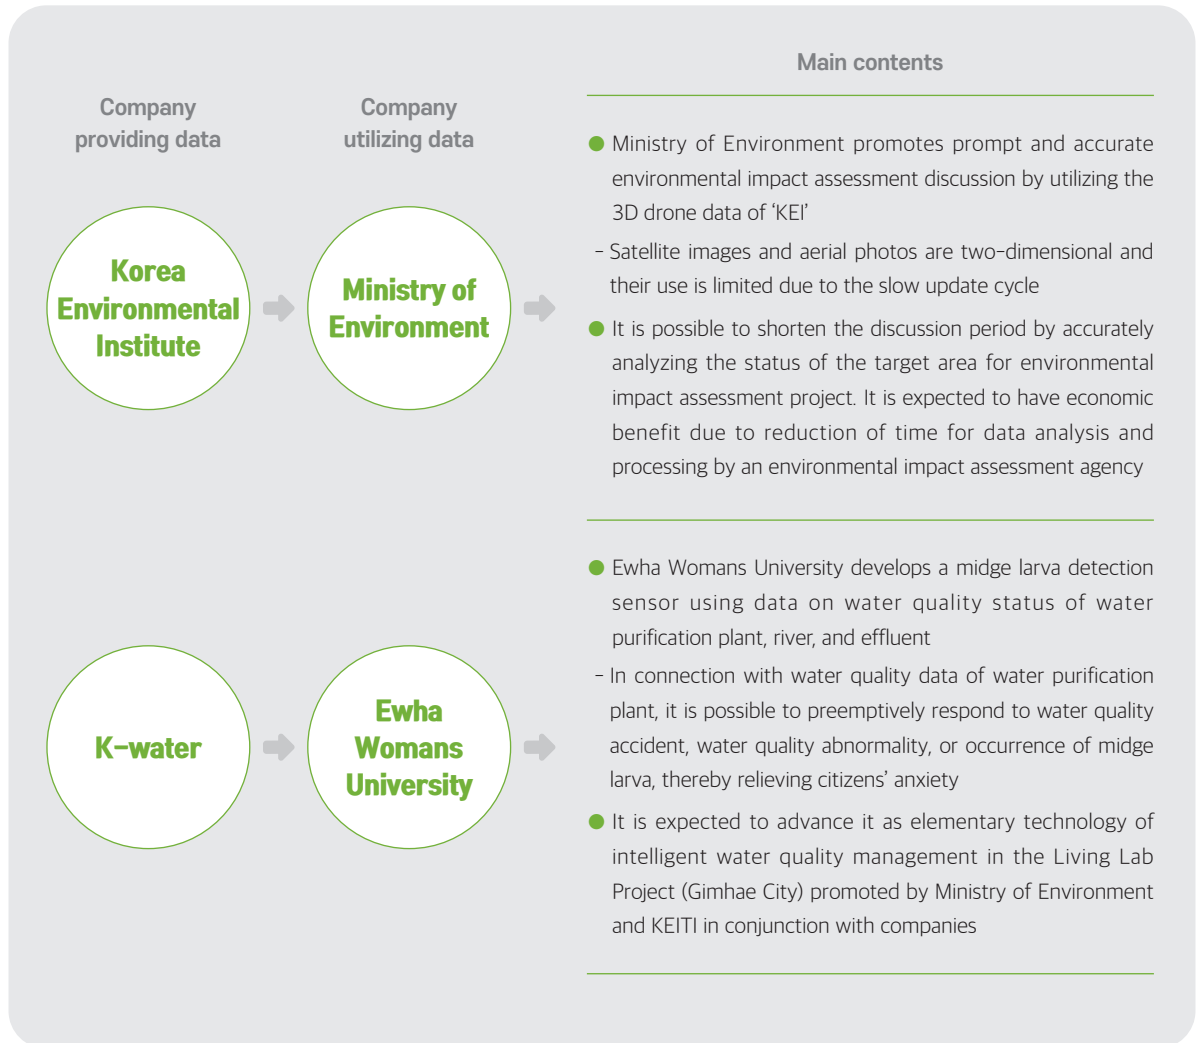 Main contents
Company
providing data
Company
utilizing data
Korea
Environmental
Institute
Ministry of
Environment
● Ministry of Environment promotes prompt and accurate
environmental impact assessment discussion by utilizing the
3D drone data of ‘KEI’
- Satellite images and aerial photos are two-dimensional and
their use is limited due to the slow update cycle
● It is possible to shorten the discussion period by accurately
analyzing the status of the target area for environmental
impact assessment project. It is expected to have economic
benefit due to reduction of time for data analysis and
processing by an environmental impact assessment agency
K-water
Ewha
Womans
University
● Ewha Womans University develops a midge larva detection
sensor using data on water quality status of water
purification plant, river, and effluent
- In connection with water quality data of water purification
plant, it is possible to preemptively respond to water quality
accident, water quality abnormality, or occurrence of midge
larva, thereby relieving citizens’ anxiety
● It is expected to advance it as elementary technology of
intelligent water quality management in the Living Lab
Project (Gimhae City) promoted by Ministry of Environment
and KEITI in conjunction with companies